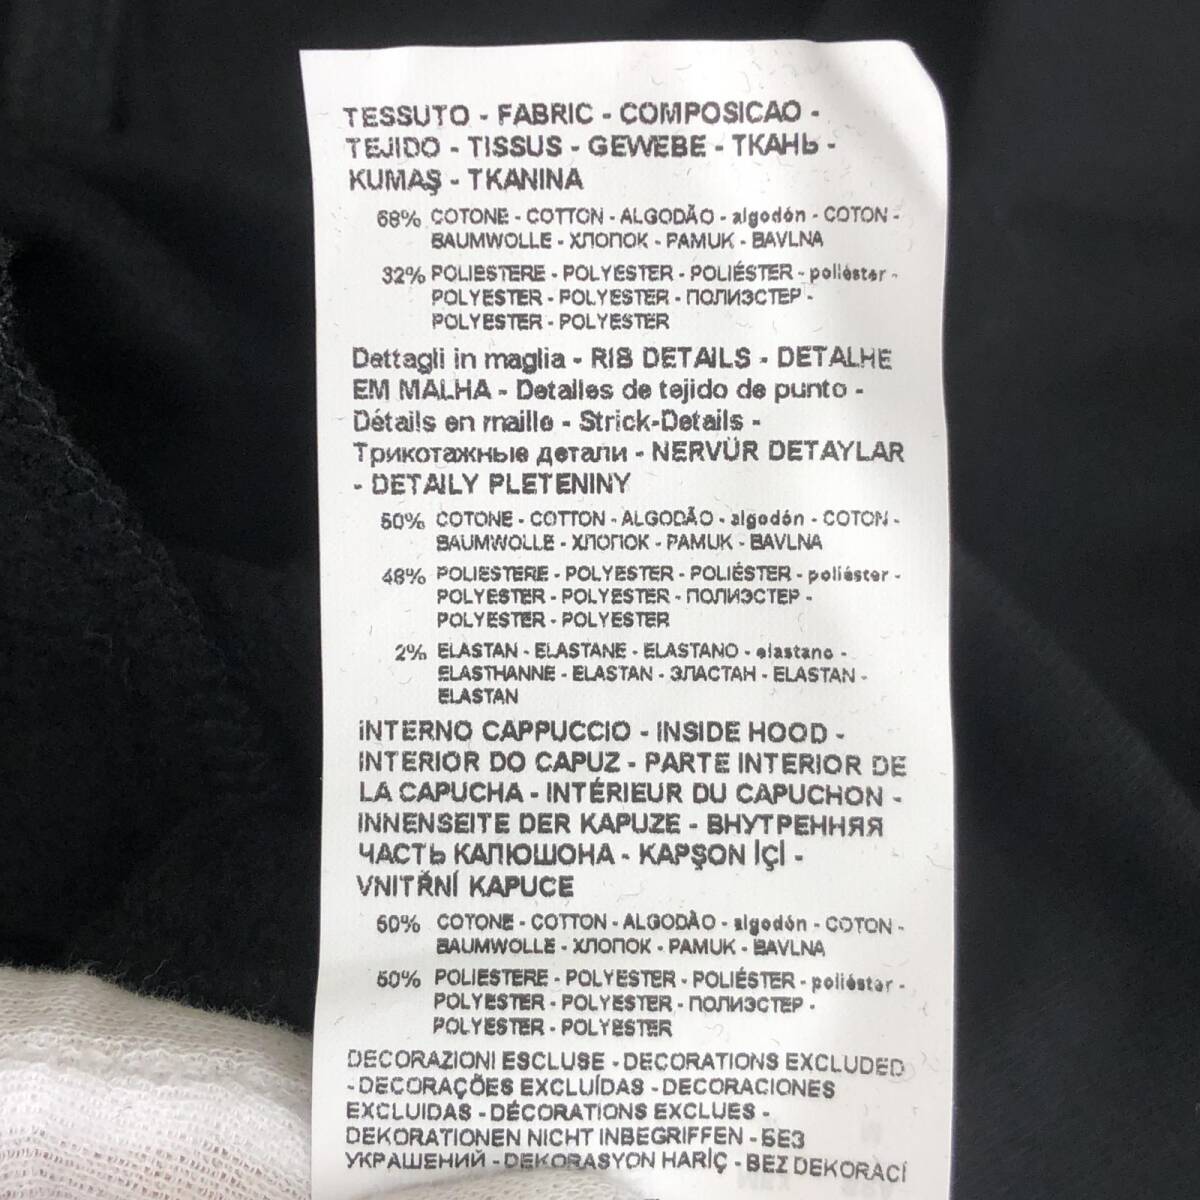 TESSUTO - FABRIC - COMPOSICAO -
TEJIDO - TISSUS - GEWEBE - ТКАНЬ -
KUMAŞ - TKANINA
68% COTONE - COTTON - ALGODÃO - algodón - COTON -
BAUMWOLLE - ХЛОПОК - PAMUK - BAVLNA
32% POLIESTERE - POLYESTER - POLIÉSTER - poliéster -
POLYESTER - POLYESTER - ПОЛИЭСТЕР -
POLYESTER - POLYESTER
Dettagli in maglia - RIB DETAILS - DETALHE
EM MALHA - Detalles de tejido de punto -
Détails en maille - Strick-Details -
Трикотажные детали - NERVÜR DETAYLAR
- DETAILY PLETENINY
50% COTONE - COTTON - ALGODÃO - algodón - COTON -
BAUMWOLLE - ХЛОПОК - PAMUK - BAVLNA
48% POLIESTERE - POLYESTER - POLIÉSTER - poliéster -
POLYESTER - POLYESTER - ПОЛИЭСТЕР -
POLYESTER - POLYESTER
2% ELASTAN - ELASTANE - ELASTANO - elastano -
ELASTHANNE - ELASTAN - ЭЛАСТАН - ELASTAN -
ELASTAN
İNTERNO CAPPUCCIO - INSIDE HOOD -
INTERIOR DO CAPUZ - PARTE INTERIOR DE
LA CAPUCHA - INTÉRIEUR DU CAPUCHON -
INNENSEITE DER KAPUZE - ВНУТРЕННЯЯ
ЧАСТЬ КАПЮШОНА - KAPŞON İÇİ -
VNITŘNÍ KAPUCE
50% COTONE - COTTON - ALGODÃO - algodón - COTON -
BAUMWOLLE - ХЛОПОК - PAMUK - BAVLNA
50% POLIESTERE - POLYESTER - POLIÉSTER - poliéster -
POLYESTER - POLYESTER - ПОЛИЭСТЕР -
POLYESTER - POLYESTER
DECORAZIONI ESCLUSE - DECORATIONS EXCLUDED
- DECORAÇÕES EXCLUÍDAS - DECORACIONES
EXCLUIDAS - DÉCORATIONS EXCLUES -
DEKORATIONEN NICHT INBEGRIFFEN - БЕЗ
УКРАШЕНИЙ - DEKORASYON HARİÇ - BEZ DEKORACÍ